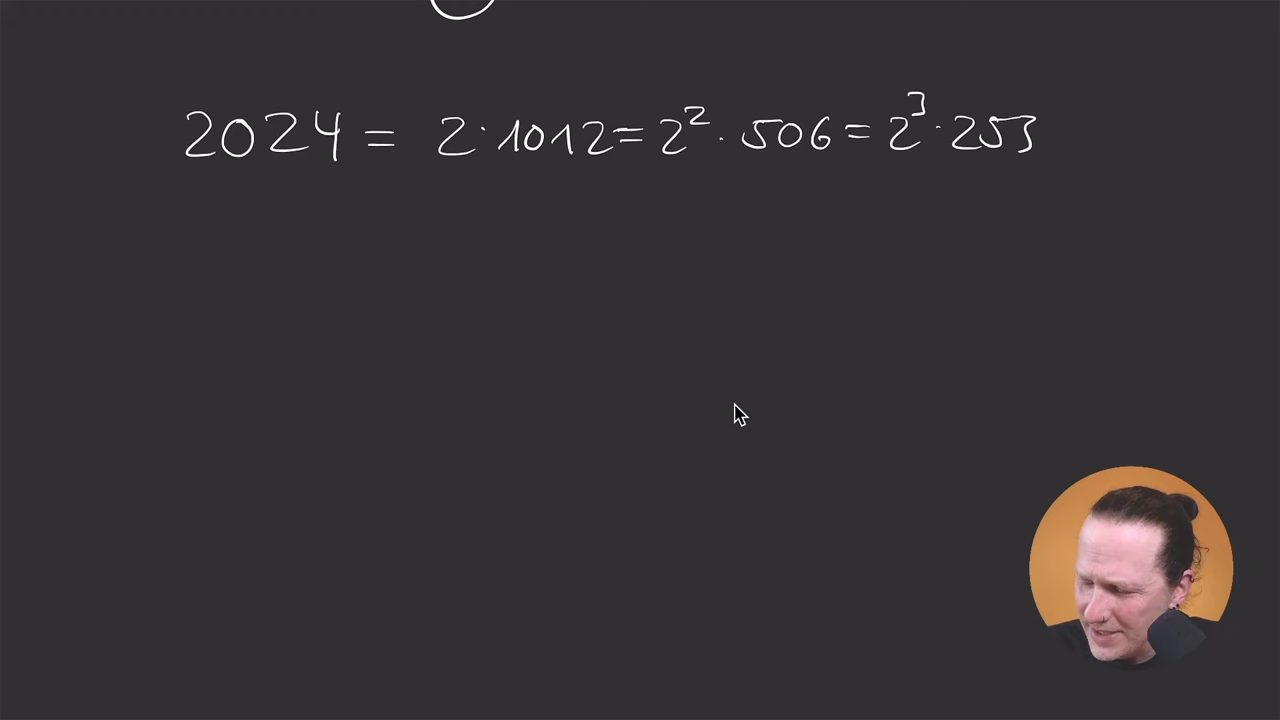 2024 = 2·1012 = 2² · 506 = 2³ · 253